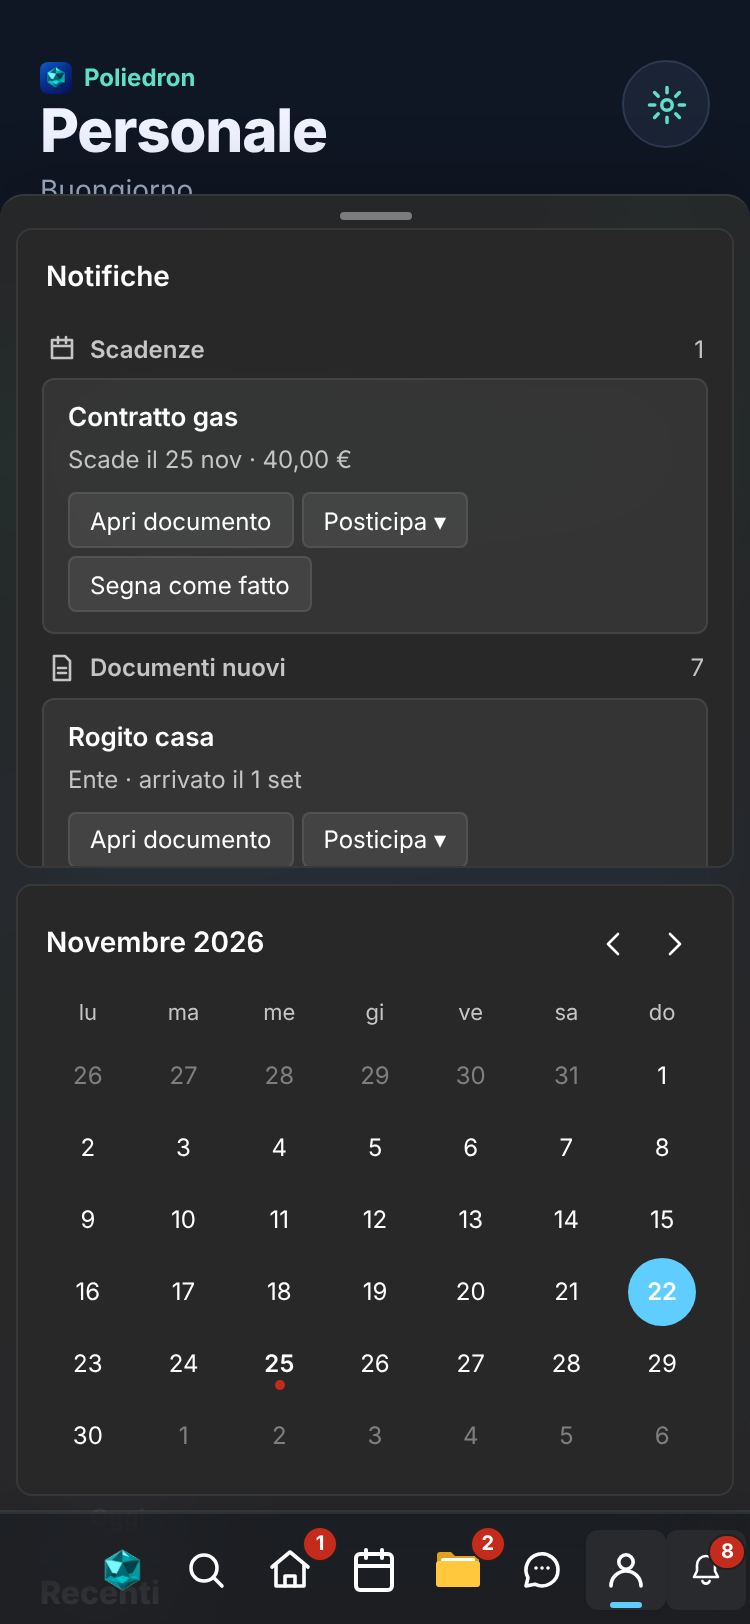 Poliedron
Personale
Buongiorno
Notifiche
Scadenze 1
Contratto gas
Scade il 25 nov · 40,00 €
Apri documento Posticipa ▾
Segna come fatto
Documenti nuovi 7
Rogito casa
Ente · arrivato il 1 set
Apri documento Posticipa ▾
Novembre 2026
lu ma me gi ve sa do
26 27 28 29 30 31 1
2 3 4 5 6 7 8
9 10 11 12 13 14 15
16 17 18 19 20 21 22
23 24 25 26 27 28 29
30 1 2 3 4 5 6
Oggi
1 2 8
Recenti